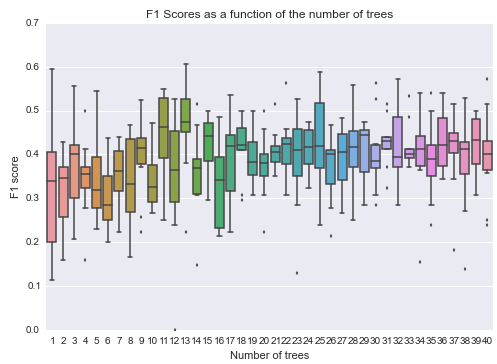 F1 Scores as a function of the number of trees
0.7
0.6
0.5
0.4
0.3
0.2
0.1
0.0
F1 score
1 2 3 4 5 6 7 8 9 10 11 12 13 14 15 16 17 18 19 20 21 22 23 24 25 26 27 28 29 30 31 32 33 34 35 36 37 38 39 40
Number of trees